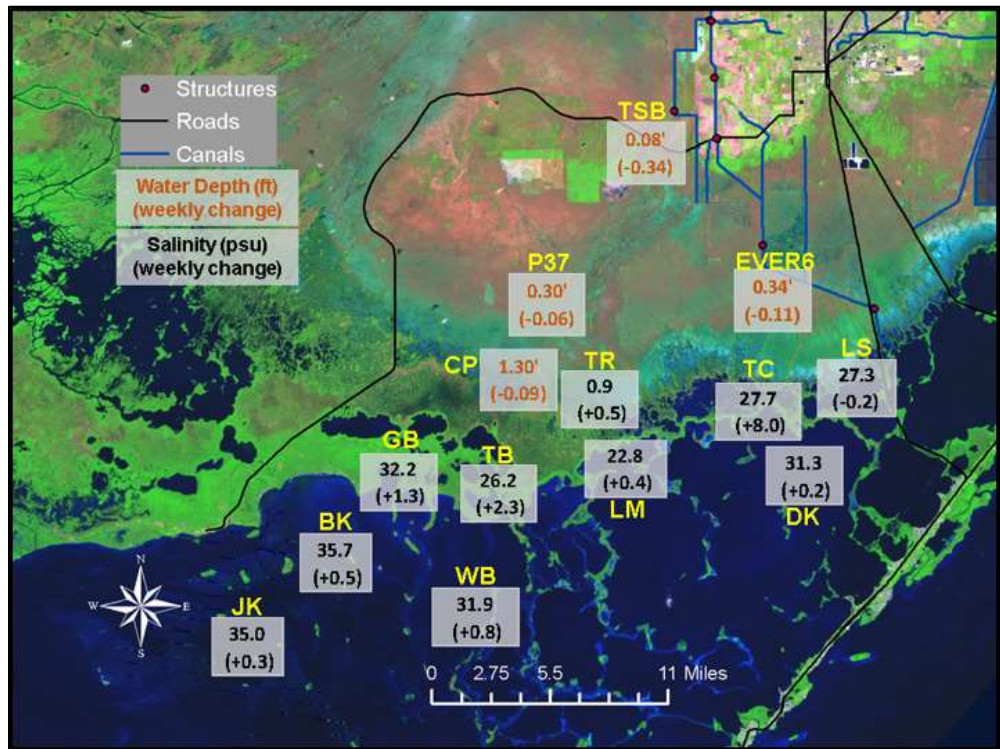 Structures
Roads
Canals
Water Depth (ft)
(weekly change)
Salinity (psu)
(weekly change)
TSB
0.08'
(-0.34)
P37
0.30'
(-0.06)
EVER6
0.34'
(-0.11)
CP
1.30'
(-0.09)
TR
0.9
(+0.5)
TC
27.7
(+8.0)
LS
27.3
(-0.2)
GB
32.2
(+1.3)
TB
26.2
(+2.3)
22.8
(+0.4)
LM
31.3
(+0.2)
DK
BK
35.7
(+0.5)
WB
31.9
(+0.8)
JK
35.0
(+0.3)
N
W E
S
0 2.75 5.5 11 Miles